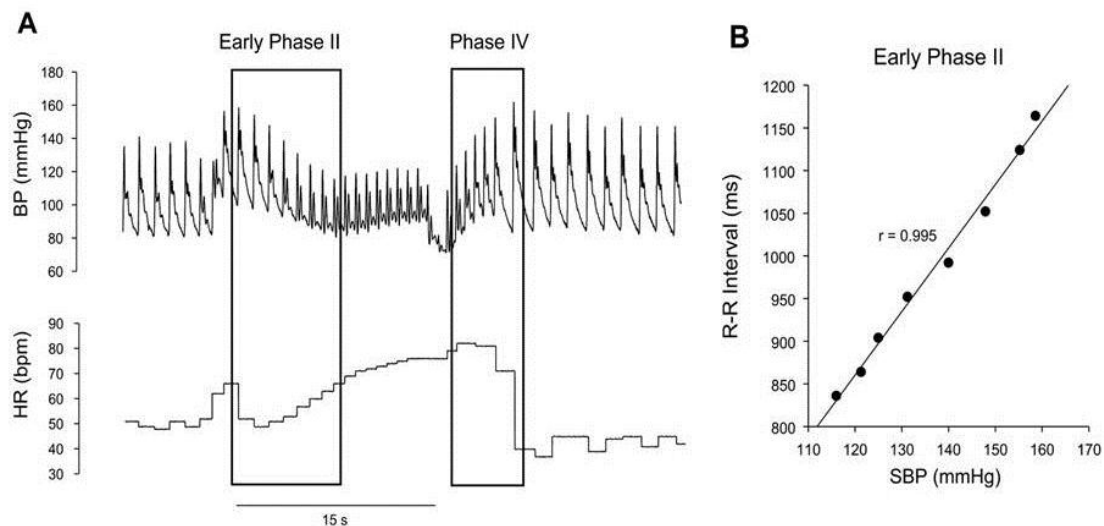 A
Early Phase II
Phase IV
180
160
140
120
100
80
60
BP (mmHg)
90
80
70
60
50
40
30
HR (bpm)
15 s
B
Early Phase II
1200
1150
1100
1050
1000
950
900
850
800
R-R Interval (ms)
r = 0.995
110 120 130 140 150 160 170
SBP (mmHg)